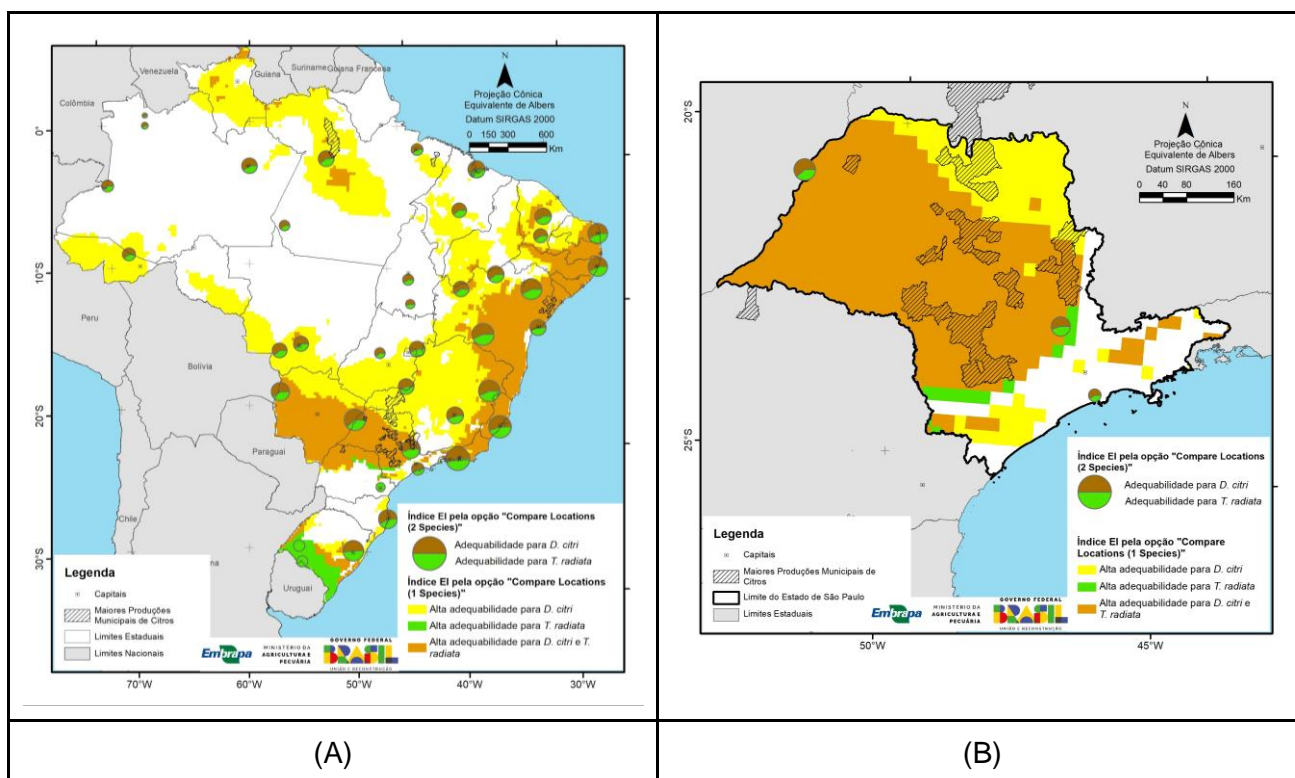 Venezuela
Guiana
Suriname
Guiana Francesa
Colômbia
Peru
Bolívia
Paraguai
Chile
Uruguai
N
Projeção Cônica
Equivalente de Albers
Datum SIRGAS 2000
0 150 300 600
Km
0°
10°S
20°S
30°S
70°W
60°W
50°W
40°W
30°W
Legenda
Capitais
Maiores Produções
Municipais de Citros
Limites Estaduais
Limites Nacionais
Índice EI pela opção "Compare Locations
(2 Species)"
Adequabilidade para D. citri
Adequabilidade para T. radiata
Índice EI pela opção "Compare Locations
(1 Species)"
Alta adequabilidade para D. citri
Alta adequabilidade para T. radiata
Alta adequabilidade para D. citri e T.
radiata
Embrapa
MINISTÉRIO DA
AGRICULTURA E
PECUÁRIA
GOVERNO FEDERAL
BRASIL
UNIÃO E RECONSTRUÇÃO
(A)
N
Projeção Cônica
Equivalente de Albers
Datum SIRGAS 2000
0 40 80 160
Km
20°S
25°S
50°W
45°W
Legenda
Capitais
Maiores Produções Municipais de
Citros
Limite do Estado de São Paulo
Limites Estaduais
Índice EI pela opção "Compare Locations
(2 Species)"
Adequabilidade para D. citri
Adequabilidade para T. radiata
Índice EI pela opção "Compare
Locations (1 Species)"
Alta adequabilidade para D. citri
Alta adequabilidade para T. radiata
Alta adequabilidade para D. citri e
T. radiata
Embrapa
MINISTÉRIO DA
AGRICULTURA E
PECUÁRIA
GOVERNO FEDERAL
BRASIL
UNIÃO E RECONSTRUÇÃO
(B)